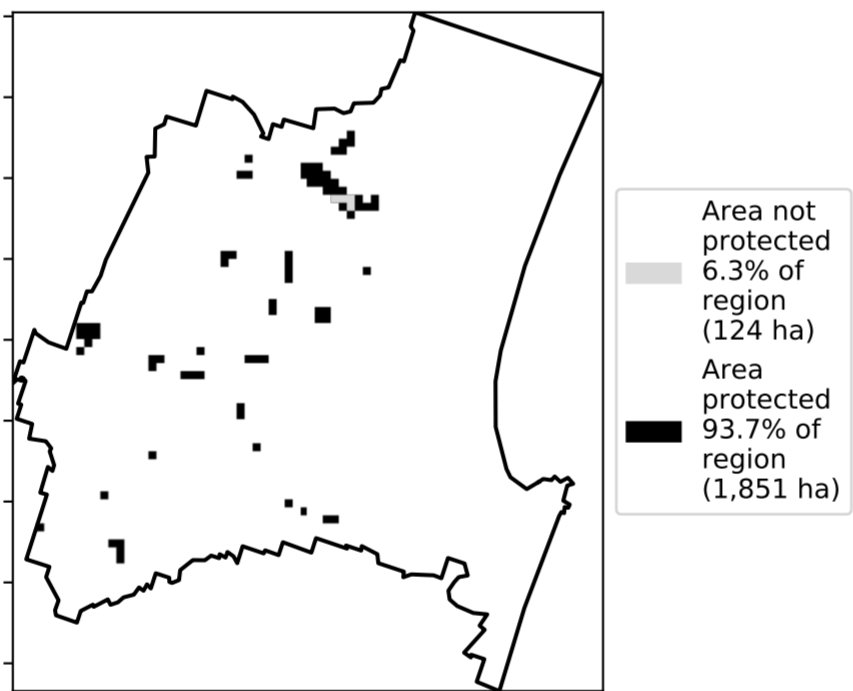 Area not
protected
6.3% of
region
(124 ha)
Area
protected
93.7% of
region
(1,851 ha)